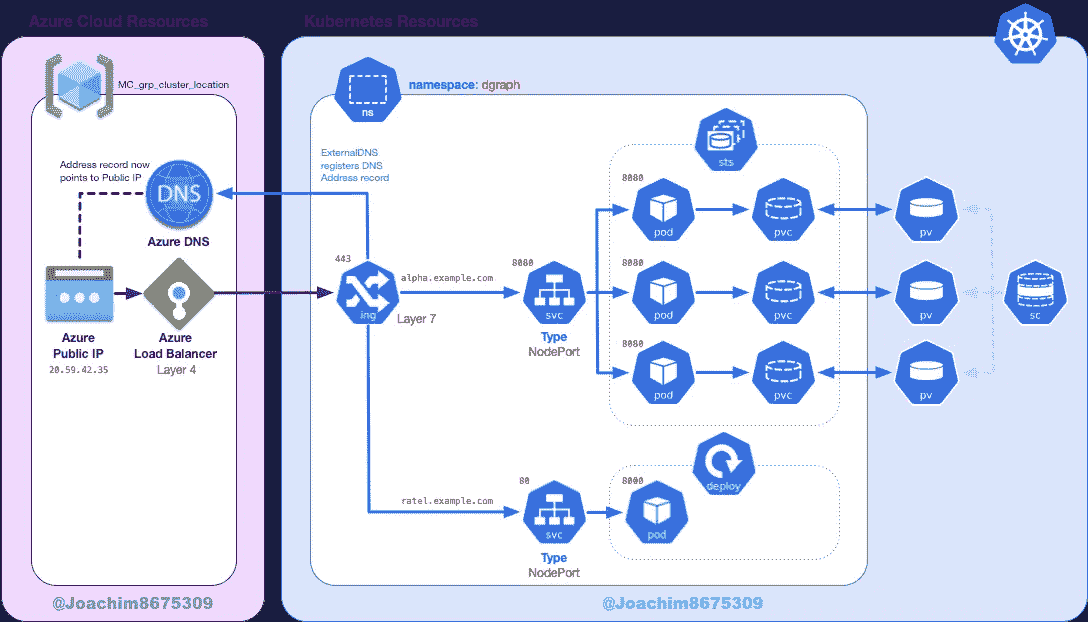 Azure Cloud Resources
Kubernetes Resources
MC_grp_cluster_location
namespace: dgraph
ns
ExternalDNS
registers DNS
Address record
Address record now
points to Public IP
DNS
Azure DNS
sts
8080
pod
pvc
pv
443
alpha.example.com
8080
8080
ing
Layer 7
svc
pod
pvc
pv
sc
Azure
Public IP
20.59.42.35
Azure
Load Balancer
Layer 4
Type
NodePort
8080
pod
pvc
pv
deploy
ratel.example.com
80
8000
svc
pod
Type
NodePort
@Joachim8675309
@Joachim8675309